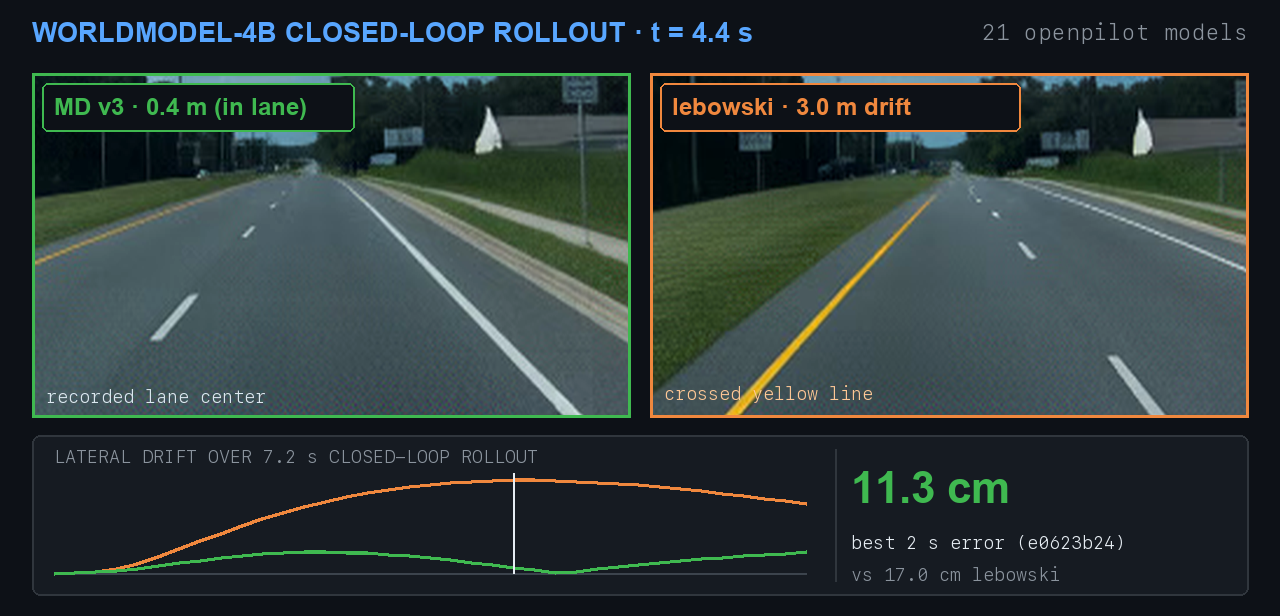 WORLDMODEL-4B CLOSED-LOOP ROLLOUT · t = 4.4 s
21 openpilot models
MD v3 · 0.4 m (in lane)
lebowski · 3.0 m drift
recorded lane center
crossed yellow line
LATERAL DRIFT OVER 7.2 s CLOSED—LOOP ROLLOUT
11.3 cm
best 2 s error (e0623b24)
vs 17.0 cm lebowski